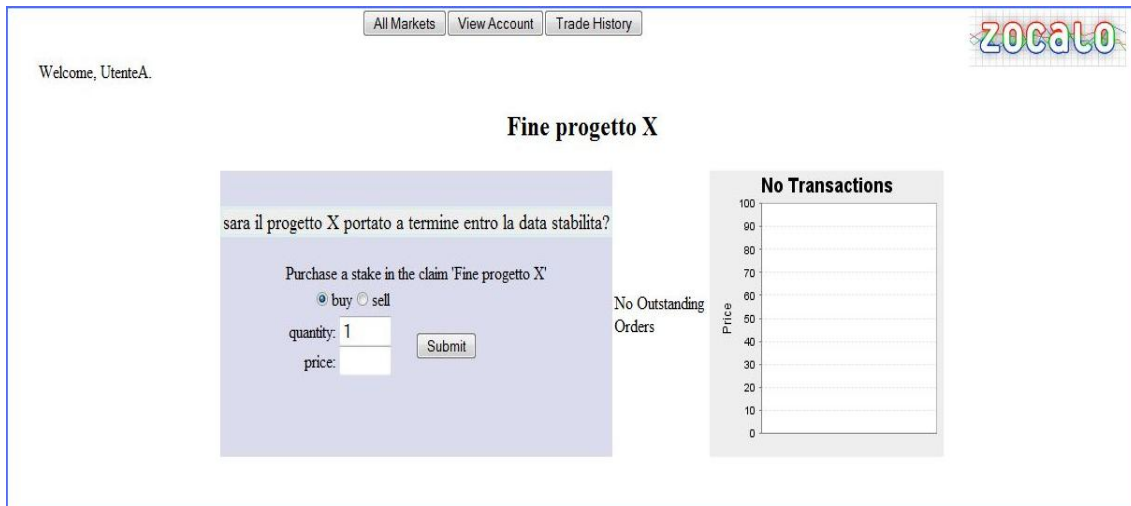 All Markets View Account Trade History
ZOCALO
Welcome, UtenteA.
Fine progetto X
sara il progetto X portato a termine entro la data stabilita?
Purchase a stake in the claim 'Fine progetto X'
buy sell
quantity: 1
price:
Submit
No Outstanding
Orders
No Transactions
Price
100
90
80
70
60
50
40
30
20
10
0